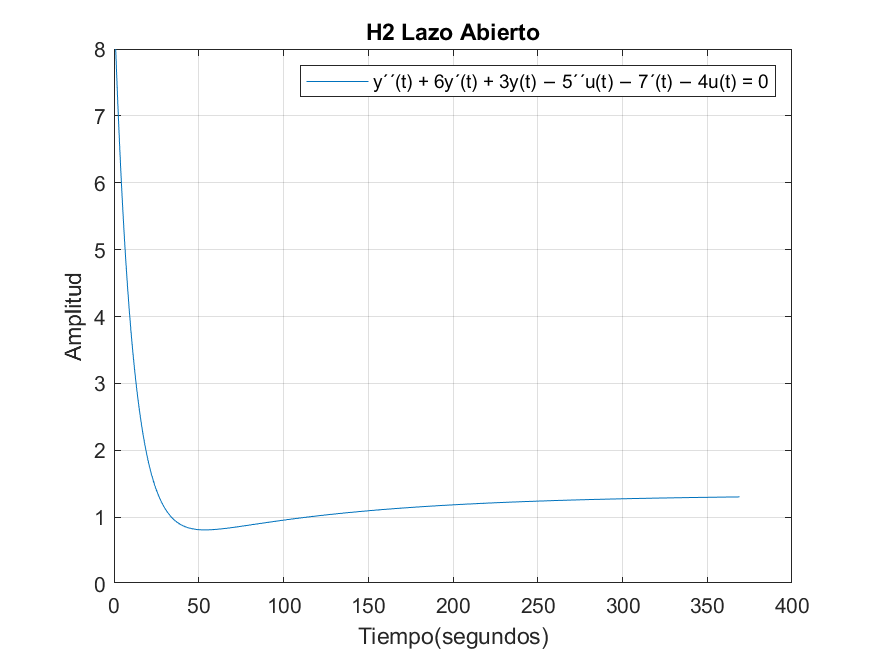 H2 Lazo Abierto
y´´(t) + 6y´(t) + 3y(t) − 5´´u(t) − 7´(t) − 4u(t) = 0
8
7
6
5
4
3
2
1
0
Amplitud
0 50 100 150 200 250 300 350 400
Tiempo(segundos)